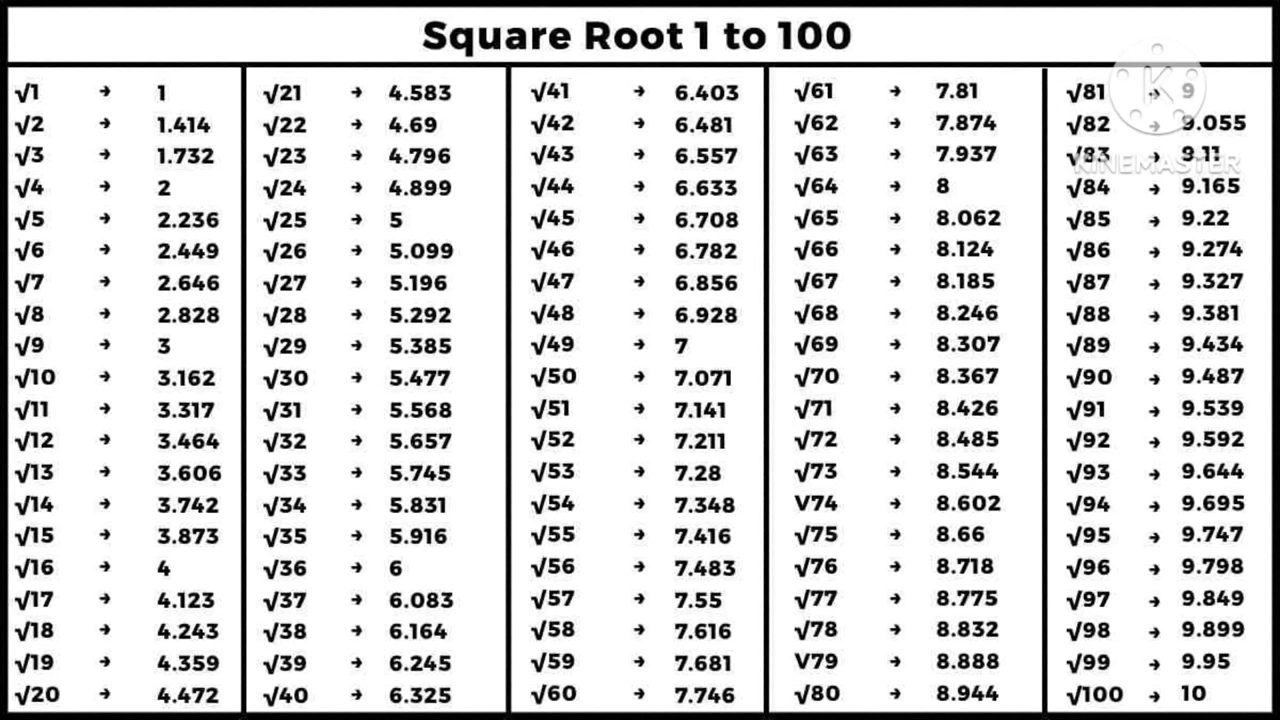 Square Root 1 to 100
√1 → 1
√2 → 1.414
√3 → 1.732
√4 → 2
√5 → 2.236
√6 → 2.449
√7 → 2.646
√8 → 2.828
√9 → 3
√10 → 3.162
√11 → 3.317
√12 → 3.464
√13 → 3.606
√14 → 3.742
√15 → 3.873
√16 → 4
√17 → 4.123
√18 → 4.243
√19 → 4.359
√20 → 4.472
√21 → 4.583
√22 → 4.69
√23 → 4.796
√24 → 4.899
√25 → 5
√26 → 5.099
√27 → 5.196
√28 → 5.292
√29 → 5.385
√30 → 5.477
√31 → 5.568
√32 → 5.657
√33 → 5.745
√34 → 5.831
√35 → 5.916
√36 → 6
√37 → 6.083
√38 → 6.164
√39 → 6.245
√40 → 6.325
√41 → 6.403
√42 → 6.481
√43 → 6.557
√44 → 6.633
√45 → 6.708
√46 → 6.782
√47 → 6.856
√48 → 6.928
√49 → 7
√50 → 7.071
√51 → 7.141
√52 → 7.211
√53 → 7.28
√54 → 7.348
√55 → 7.416
√56 → 7.483
√57 → 7.55
√58 → 7.616
√59 → 7.681
√60 → 7.746
√61 → 7.81
√62 → 7.874
√63 → 7.937
√64 → 8
√65 → 8.062
√66 → 8.124
√67 → 8.185
√68 → 8.246
√69 → 8.307
√70 → 8.367
√71 → 8.426
√72 → 8.485
√73 → 8.544
V74 → 8.602
√75 → 8.66
√76 → 8.718
√77 → 8.775
√78 → 8.832
V79 → 8.888
√80 → 8.944
√81 → 9
√82 → 9.055
√83 → 9.11
√84 → 9.165
√85 → 9.22
√86 → 9.274
√87 → 9.327
√88 → 9.381
√89 → 9.434
√90 → 9.487
√91 → 9.539
√92 → 9.592
√93 → 9.644
√94 → 9.695
√95 → 9.747
√96 → 9.798
√97 → 9.849
√98 → 9.899
√99 → 9.95
√100 → 10
K
KINEMASTER